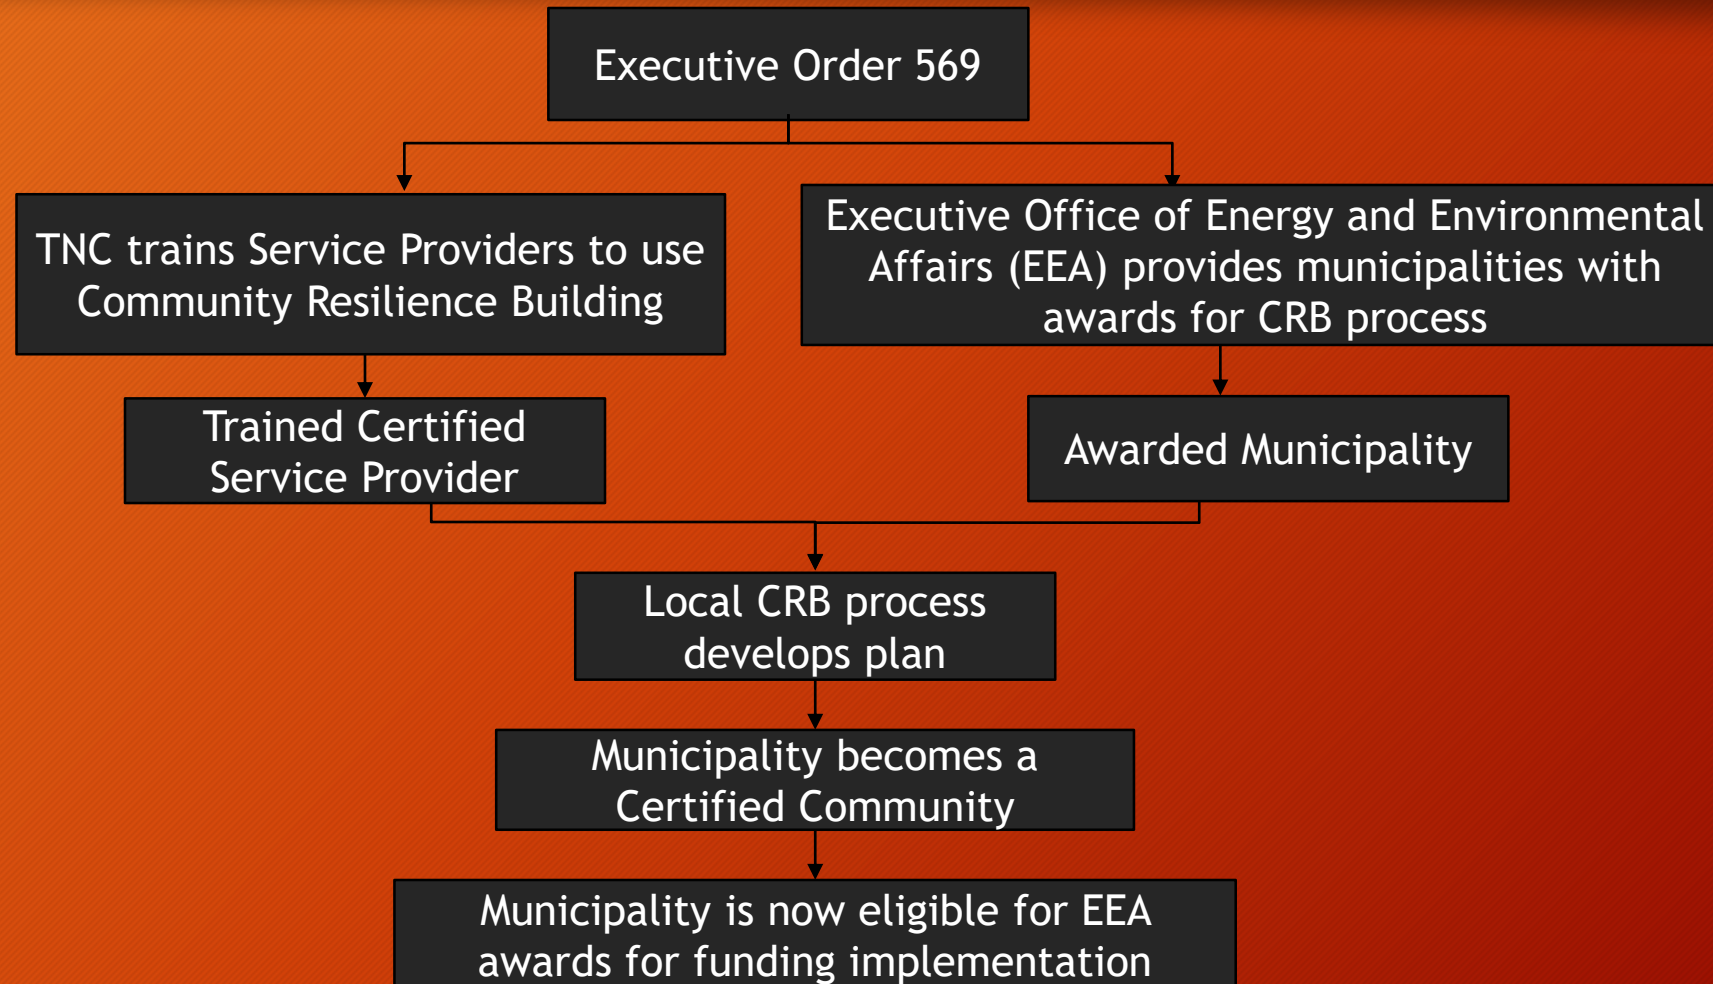 Executive Order 569
TNC trains Service Providers to use
Community Resilience Building
Executive Office of Energy and Environmental
Affairs (EEA) provides municipalities with
awards for CRB process
Trained Certified
Service Provider
Awarded Municipality
Local CRB process
develops plan
Municipality becomes a
Certified Community
Municipality is now eligible for EEA
awards for funding implementation